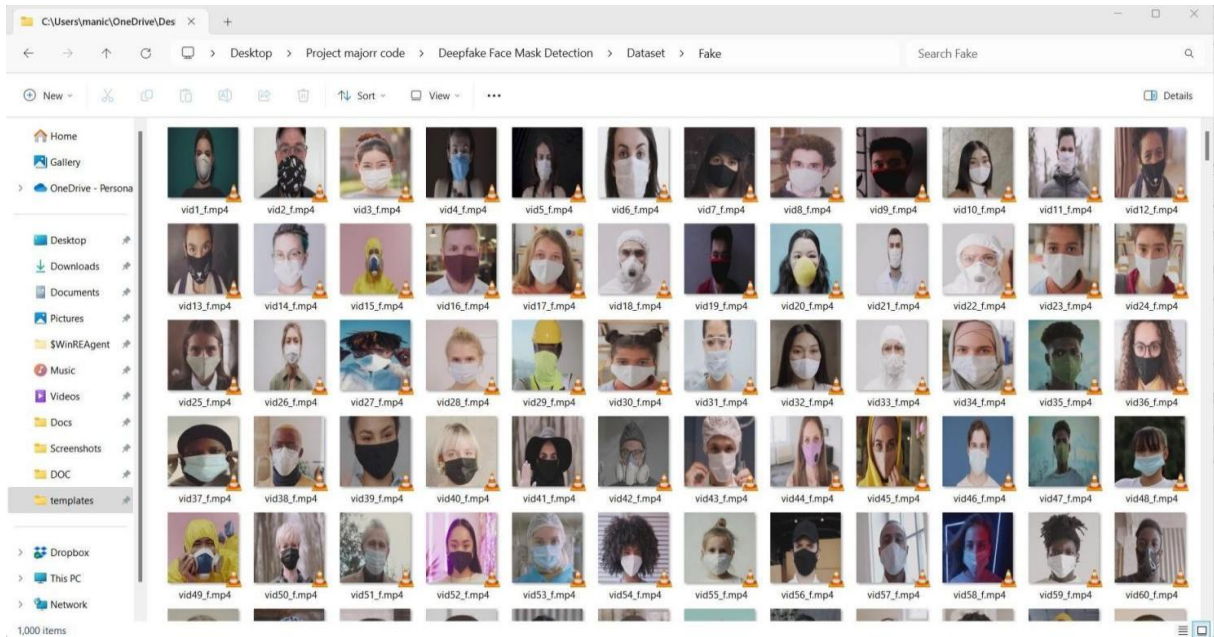 C:\Users\manic\OneDrive\Des
Desktop > Project majorr code > Deepfake Face Mask Detection > Dataset > Fake
Search Fake
New
Sort
View
Details
Home
Gallery
OneDrive - Persona
Desktop
Downloads
Documents
Pictures
$WinREAgent
Music
Videos
Docs
Screenshots
DOC
templates
Dropbox
This PC
Network
vid1_f.mp4 vid2_f.mp4 vid3_f.mp4 vid4_f.mp4 vid5_f.mp4 vid6_f.mp4 vid7_f.mp4 vid8_f.mp4 vid9_f.mp4 vid10_f.mp4 vid11_f.mp4 vid12_f.mp4
vid13_f.mp4 vid14_f.mp4 vid15_f.mp4 vid16_f.mp4 vid17_f.mp4 vid18_f.mp4 vid19_f.mp4 vid20_f.mp4 vid21_f.mp4 vid22_f.mp4 vid23_f.mp4 vid24_f.mp4
vid25_f.mp4 vid26_f.mp4 vid27_f.mp4 vid28_f.mp4 vid29_f.mp4 vid30_f.mp4 vid31_f.mp4 vid32_f.mp4 vid33_f.mp4 vid34_f.mp4 vid35_f.mp4 vid36_f.mp4
vid37_f.mp4 vid38_f.mp4 vid39_f.mp4 vid40_f.mp4 vid41_f.mp4 vid42_f.mp4 vid43_f.mp4 vid44_f.mp4 vid45_f.mp4 vid46_f.mp4 vid47_f.mp4 vid48_f.mp4
vid49_f.mp4 vid50_f.mp4 vid51_f.mp4 vid52_f.mp4 vid53_f.mp4 vid54_f.mp4 vid55_f.mp4 vid56_f.mp4 vid57_f.mp4 vid58_f.mp4 vid59_f.mp4 vid60_f.mp4
1,000 items